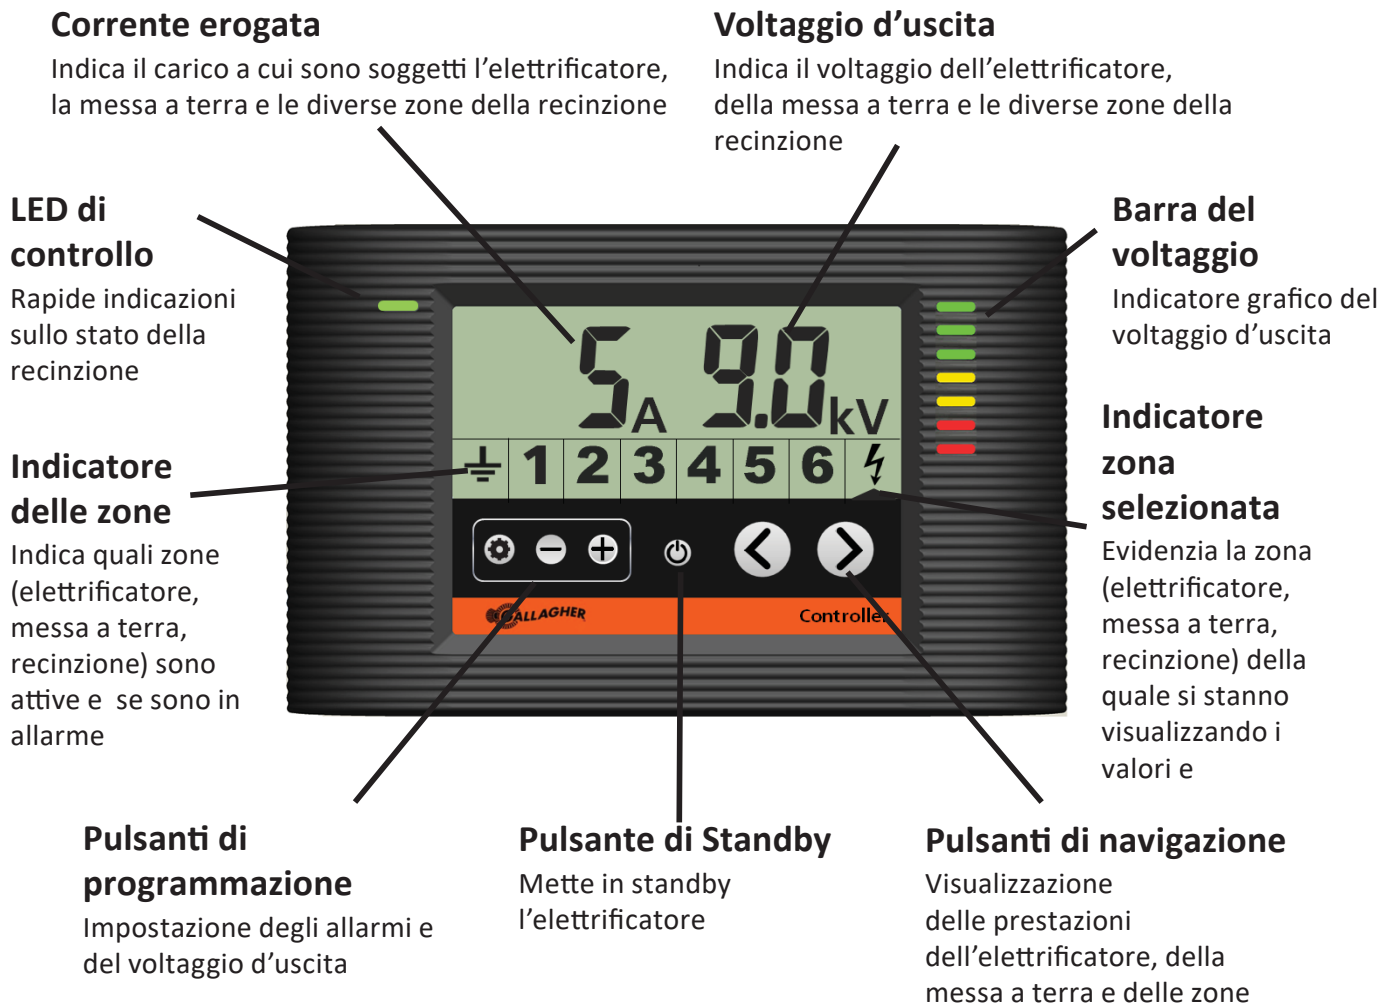 Corrente erogata
Indica il carico a cui sono soggetti l’elettrificatore,
la messa a terra e le diverse zone della recinzione
Voltaggio d’uscita
Indica il voltaggio dell’elettrificatore,
della messa a terra e le diverse zone della
recinzione
LED di
controllo
Rapide indicazioni
sullo stato della
recinzione
Barra del
voltaggio
Indicatore grafico del
voltaggio d’uscita
5A 9.0kV
1 2 3 4 5 6
GALLAGHER
Controller
Indicatore
delle zone
Indica quali zone
(elettrificatore,
messa a terra,
recinzione) sono
attive e  se sono in
allarme
Indicatore
zona
selezionata
Evidenzia la zona
(elettrificatore,
messa a terra,
recinzione) della
quale si stanno
visualizzando i
valori e
Pulsanti di
programmazione
Impostazione degli allarmi e
del voltaggio d’uscita
Pulsante di Standby
Mette in standby
l’elettrificatore
Pulsanti di navigazione
Visualizzazione
delle prestazioni
dell’elettrificatore, della
messa a terra e delle zone